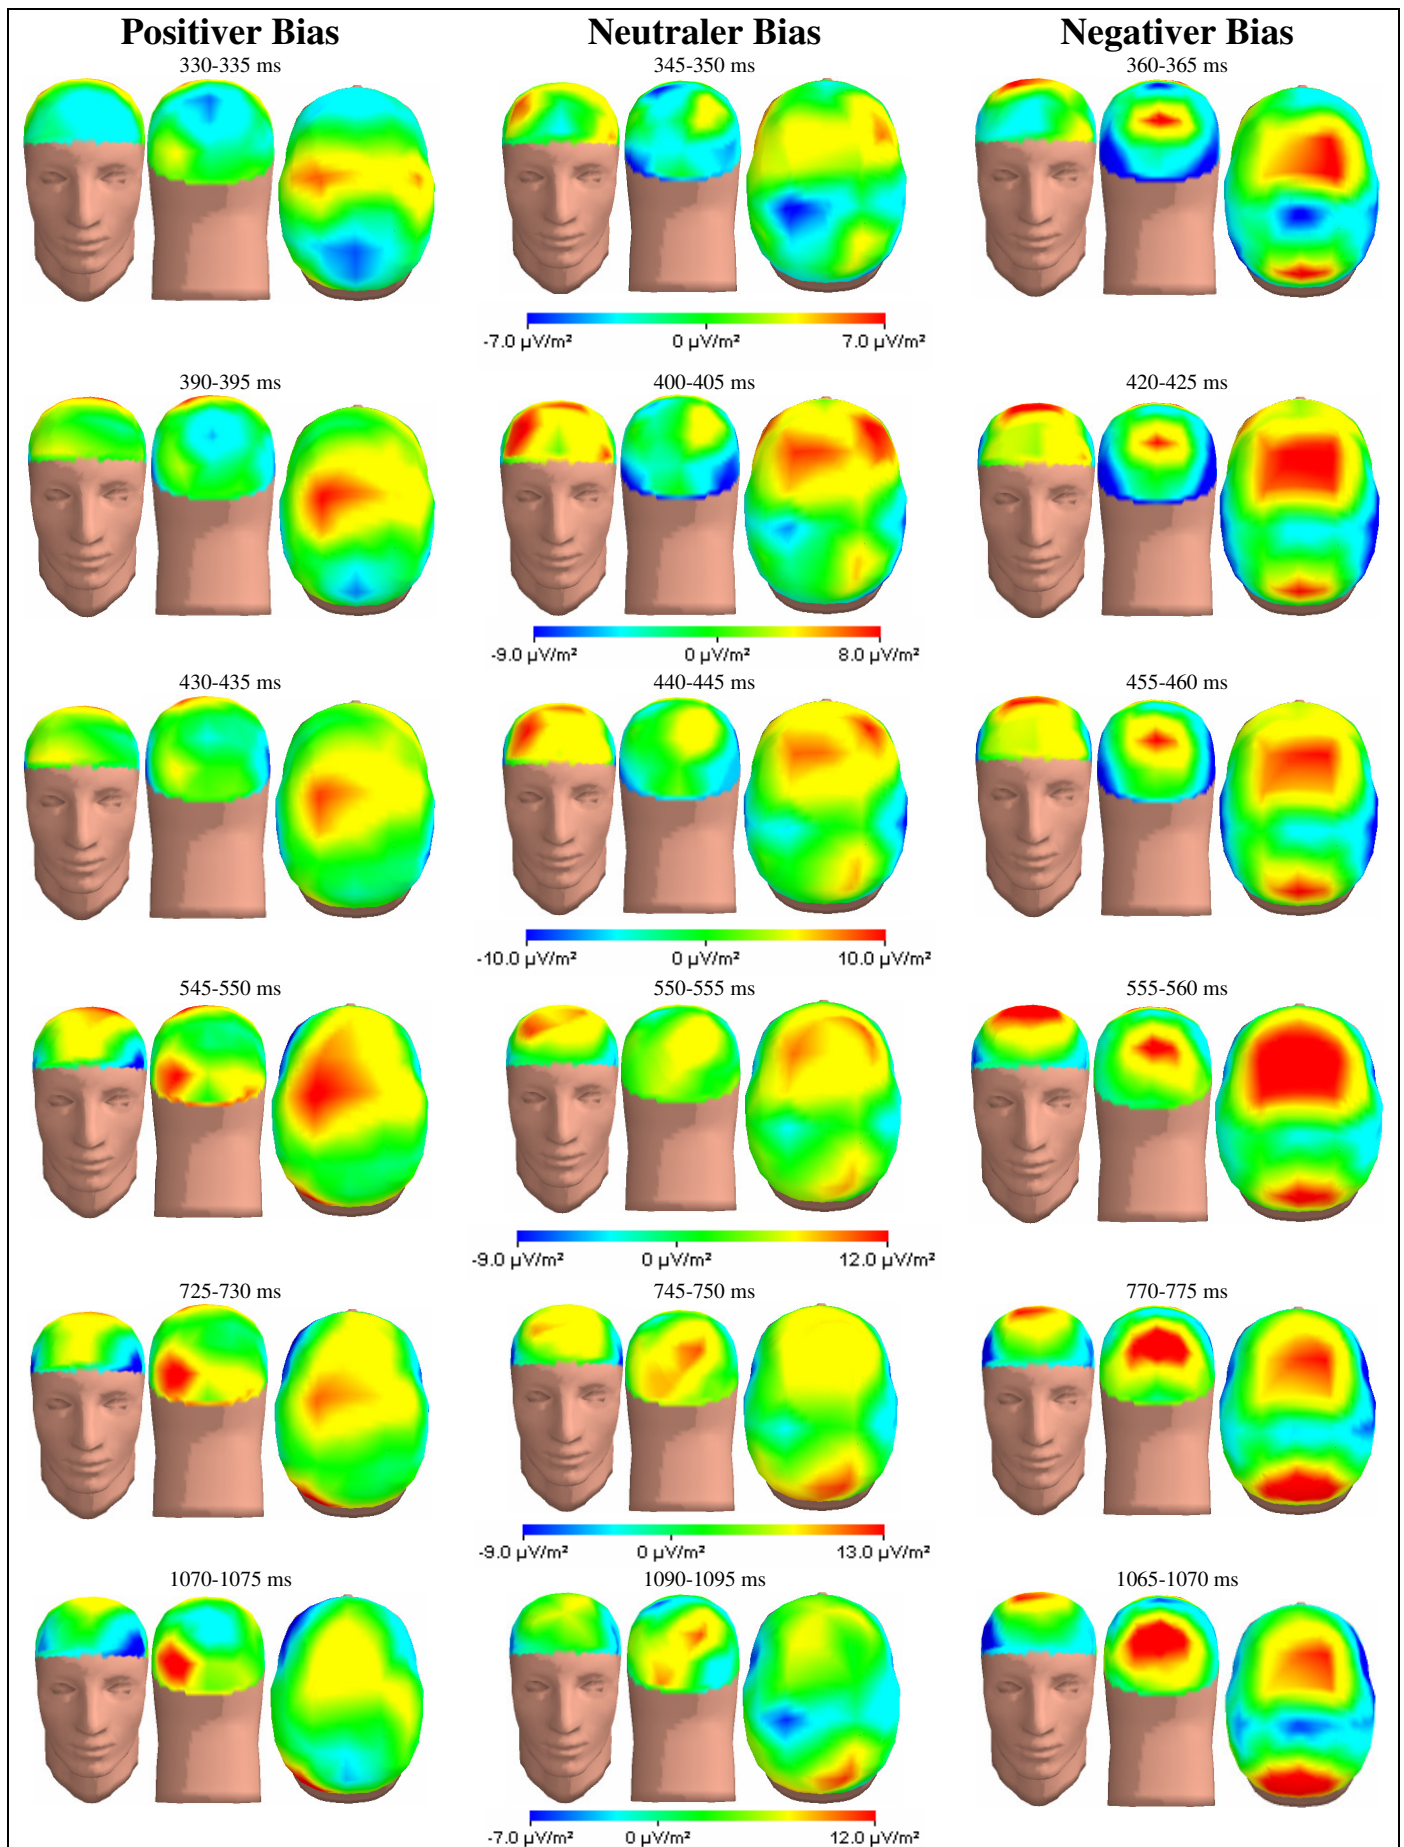 Positiver Bias Neutraler Bias Negativer Bias
330-335 ms 345-350 ms 360-365 ms
-7.0 µV/m² 0 µV/m² 7.0 µV/m²
390-395 ms 400-405 ms 420-425 ms
-9.0 µV/m² 0 µV/m² 8.0 µV/m²
430-435 ms 440-445 ms 455-460 ms
-10.0 µV/m² 0 µV/m² 10.0 µV/m²
545-550 ms 550-555 ms 555-560 ms
-9.0 µV/m² 0 µV/m² 12.0 µV/m²
725-730 ms 745-750 ms 770-775 ms
-9.0 µV/m² 0 µV/m² 13.0 µV/m²
1070-1075 ms 1090-1095 ms 1065-1070 ms
-7.0 µV/m² 0 µV/m² 12.0 µV/m²